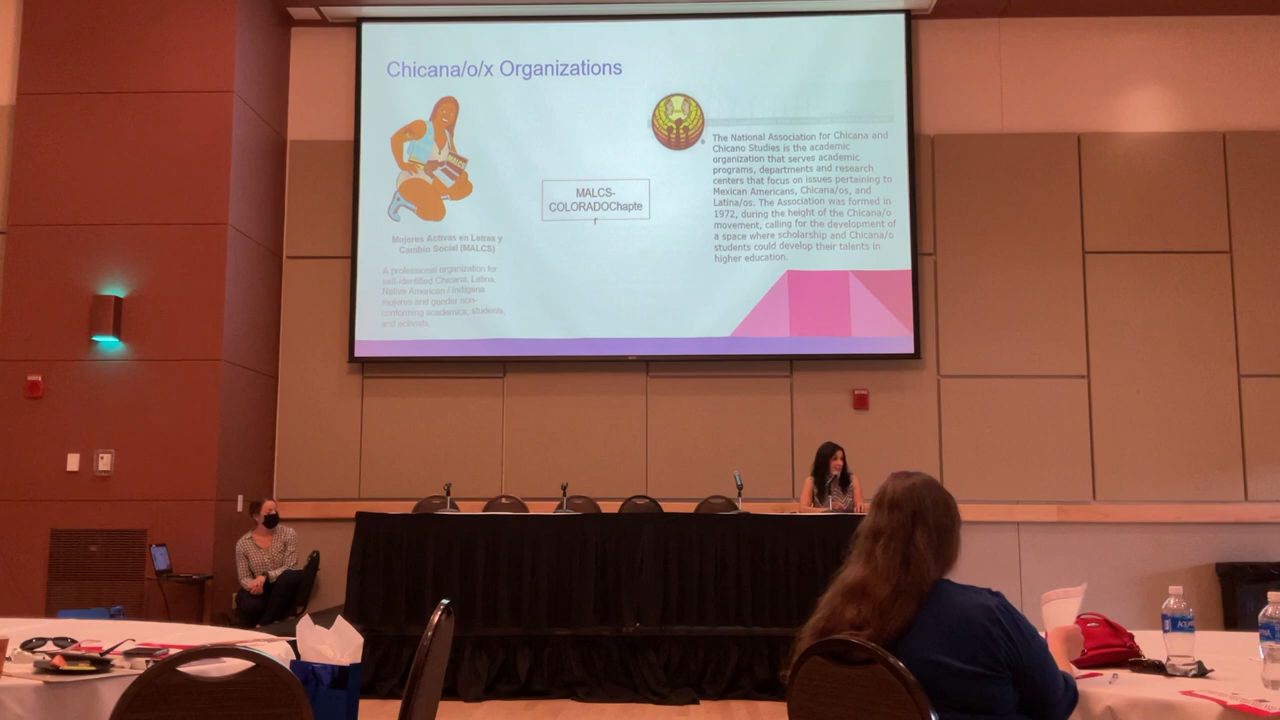 Chicana/o/x Organizations
MALCS
Mujeres Activas en Letras y
Cambio Social (MALCS)
A professional organization for
self-identified Chicana, Latina,
Native American / Indígena
mujeres and gender non-
conforming academics, students,
and activists.
MALCS-
COLORADOChapte
r
The National Association for Chicana and
Chicano Studies is the academic
organization that serves academic
programs, departments and research
centers that focus on issues pertaining to
Mexican Americans, Chicana/os, and
Latina/os. The Association was formed in
1972, during the height of the Chicana/o
movement, calling for the development of
a space where scholarship and Chicana/o
students could develop their talents in
higher education.